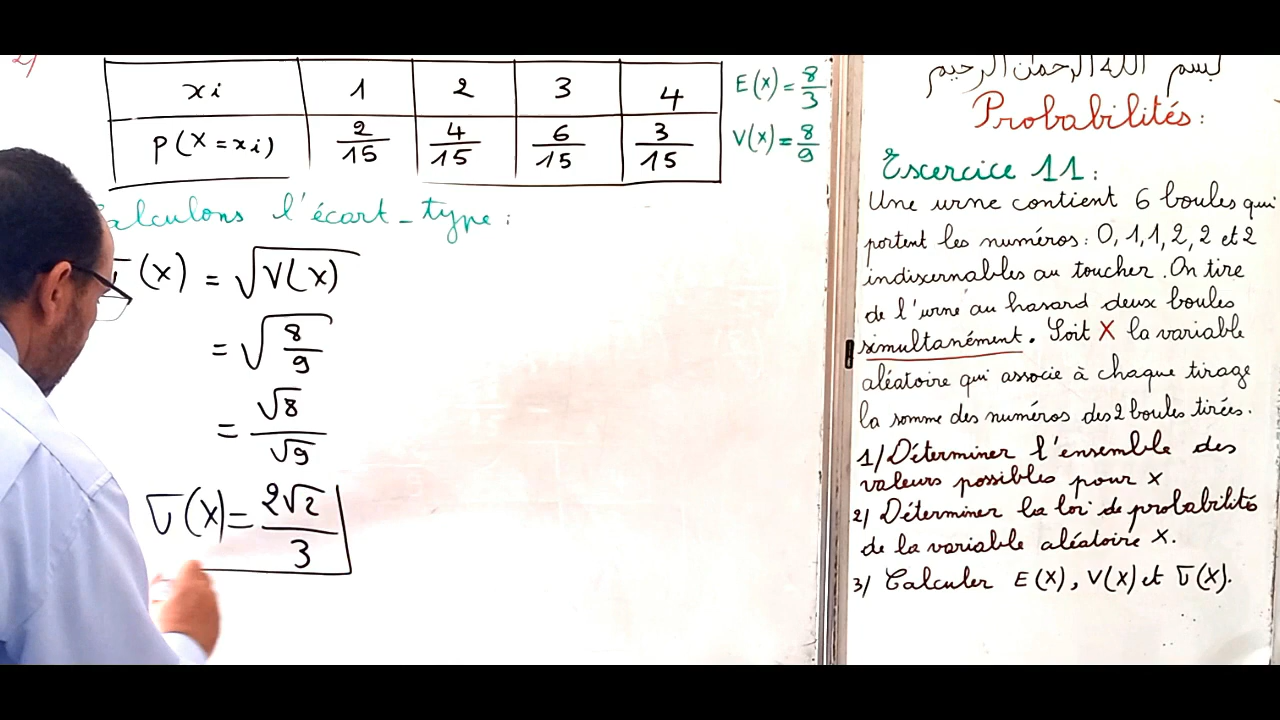 2/
xi 1 2 3 4
p(X=xi) 2/15 4/15 6/15 3/15
E(X)=8/3
V(X)=8/9
Calculons l'écart-type:
σ(X) = √V(X)
= √(8/9)
= √8/√9
σ(X)= 2√2/3
بسم الله الرحمان الرحيم
Probabilités:
Excercice 11:
Une urne contient 6 boules qui
portent les numéros: 0, 1, 1, 2, 2 et 2
indixernables au toucher. On tire
de l'urne au hasard deux boules
simultanément. Soit X la variable
aléatoire qui associe à chaque tirage
la somme des numéros des 2 boules tirées.
1/ Déterminer l'ensemble des
valeurs possibles pour x
2/ Déterminer la loi de probabilité
de la variable aléatoire X.
3/ Calculer E(X), V(X) et σ(X).